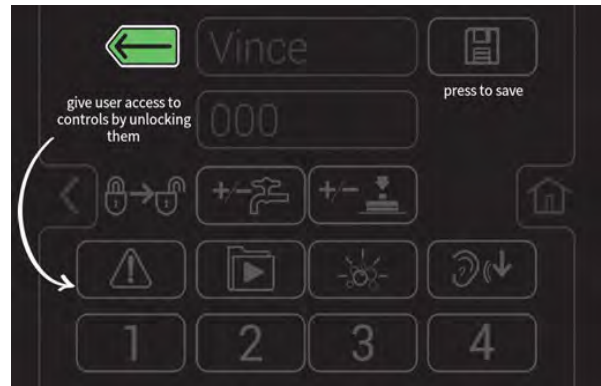 Vince
press to save
give user access to
controls by unlocking
them
000
+/-
+/-
1
2
3
4